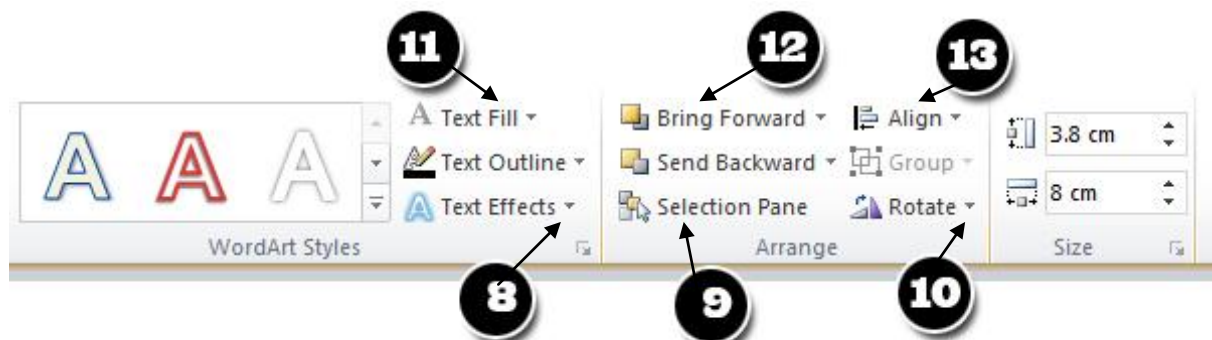 11 12 13
A Text Fill Bring Forward Align 3.8 cm
A A A Text Outline Send Backward Group 8 cm
A Text Effects Selection Pane Rotate
WordArt Styles Arrange Size
8 9 10